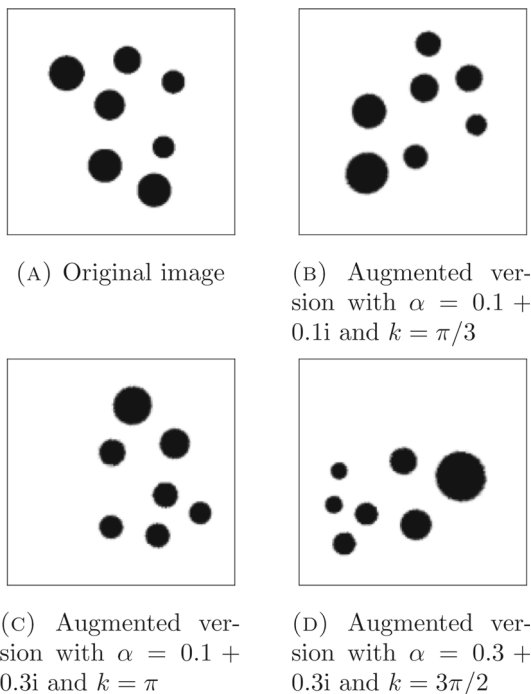 (A) Original image
(B) Augmented ver-
sion with α = 0.1 +
0.1i and k = π/3
(C) Augmented ver-
sion with α = 0.1 +
0.3i and k = π
(D) Augmented ver-
sion with α = 0.3 +
0.3i and k = 3π/2